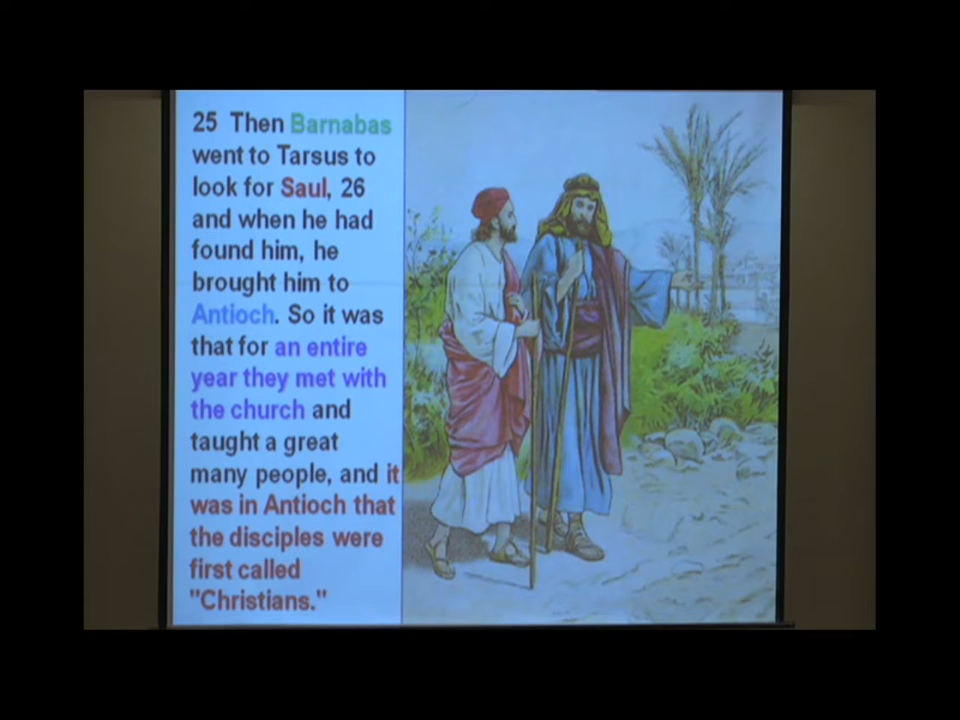 25 Then Barnabas
went to Tarsus to
look for Saul, 26
and when he had
found him, he
brought him to
Antioch. So it was
that for an entire
year they met with
the church and
taught a great
many people, and it
was in Antioch that
the disciples were
first called
"Christians."